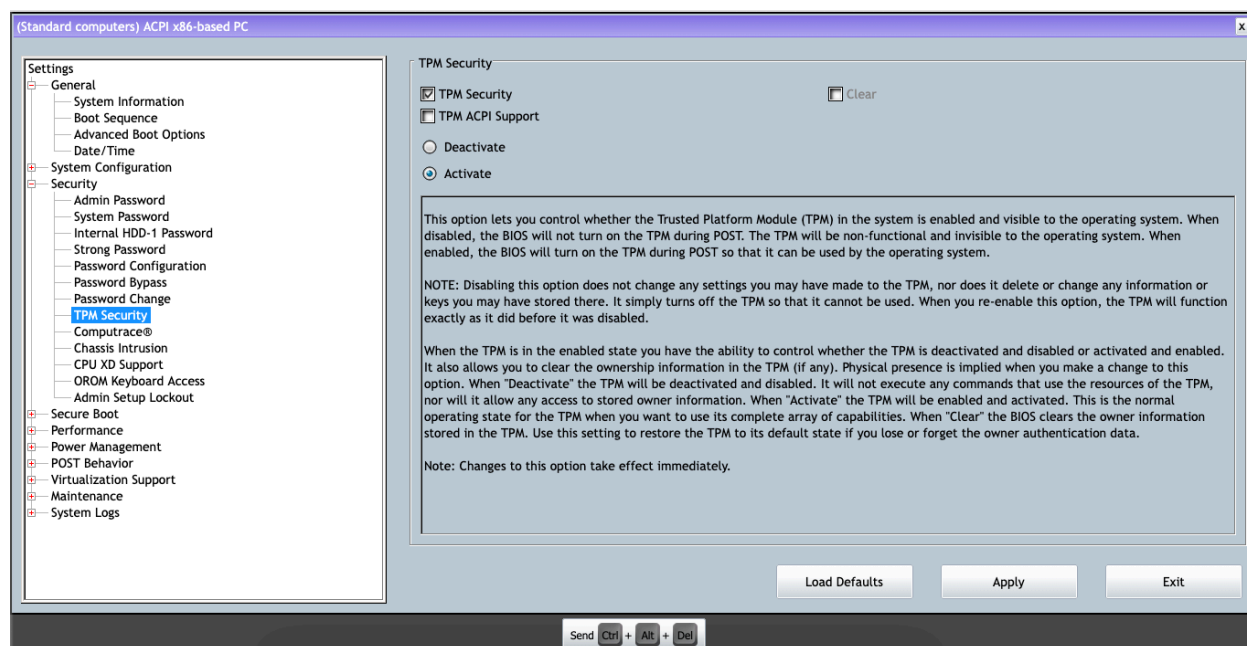 (Standard computers) ACPI x86-based PC
x
Settings
General
System Information
Boot Sequence
Advanced Boot Options
Date/Time
System Configuration
Security
Admin Password
System Password
Internal HDD-1 Password
Strong Password
Password Configuration
Password Bypass
Password Change
TPM Security
Computrace®
Chassis Intrusion
CPU XD Support
OROM Keyboard Access
Admin Setup Lockout
Secure Boot
Performance
Power Management
POST Behavior
Virtualization Support
Maintenance
System Logs
TPM Security
TPM Security
Clear
TPM ACPI Support
Deactivate
Activate
This option lets you control whether the Trusted Platform Module (TPM) in the system is enabled and visible to the operating system. When
disabled, the BIOS will not turn on the TPM during POST. The TPM will be non-functional and invisible to the operating system. When
enabled, the BIOS will turn on the TPM during POST so that it can be used by the operating system.
NOTE: Disabling this option does not change any settings you may have made to the TPM, nor does it delete or change any information or
keys you may have stored there. It simply turns off the TPM so that it cannot be used. When you re-enable this option, the TPM will function
exactly as it did before it was disabled.
When the TPM is in the enabled state you have the ability to control whether the TPM is deactivated and disabled or activated and enabled.
It also allows you to clear the ownership information in the TPM (if any). Physical presence is implied when you make a change to this
option. When "Deactivate" the TPM will be deactivated and disabled. It will not execute any commands that use the resources of the TPM,
nor will it allow any access to stored owner information. When "Activate" the TPM will be enabled and activated. This is the normal
operating state for the TPM when you want to use its complete array of capabilities. When "Clear" the BIOS clears the owner information
stored in the TPM. Use this setting to restore the TPM to its default state if you lose or forget the owner authentication data.
Note: Changes to this option take effect immediately.
Load Defaults
Apply
Exit
Send Ctrl + Alt + Del